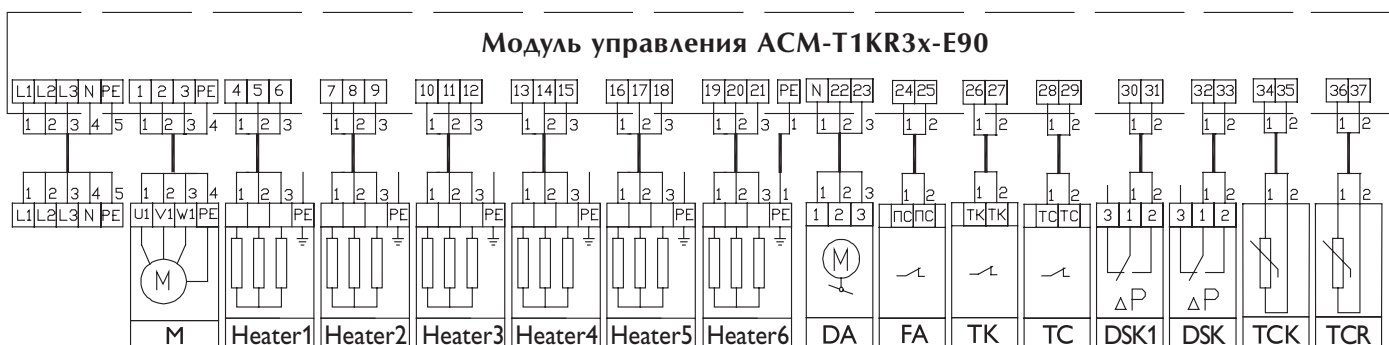 Модуль управления ACM-T1KR3x-E90
L1 L2 L3 N PE 1 2 3 PE 4 5 6 7 8 9 10 11 12 13 14 15 16 17 18 19 20 21 PE N 22 23 24 25 26 27 28 29 30 31 32 33 34 35 36 37
1 2 3 4 5 1 2 3 4 1 2 3 1 2 3 1 2 3 1 2 3 1 2 3 1 2 3 1 1 2 3 1 2 1 2 1 2 1 2 1 2 1 2 1 2
1 2 3 4 5 1 2 3 4 1 2 3 1 2 3 1 2 3 1 2 3 1 2 3 1 2 3 1 1 2 3 1 2 1 2 1 2 1 2 1 2 1 2 1 2
L1 L2 L3 N PE U1 V1 W1 PE PE PE PE PE PE PE 1 2 3 ПС ПС ТК ТК ТС ТС 3 1 2 3 1 2
M M
ΔP ΔP
M Heater1 Heater2 Heater3 Heater4 Heater5 Heater6 DA FA TK TC DSK1 DSK TCK TCR